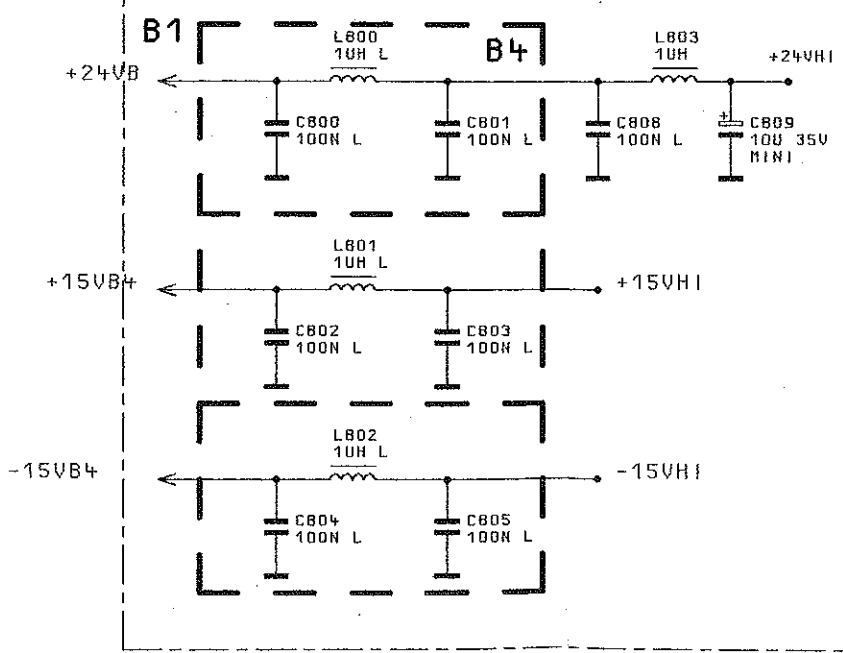 B1
L800
1UH L
B4
L803
1UH
+24VHI
+24VB
C800
100N L
C801
100N L
C808
100N L
+
C809
10U 35V
MINI
L801
1UH L
+15VB4
+15VHI
C802
100N L
C803
100N L
L802
1UH L
-15VB4
-15VHI
C804
100N L
C805
100N L